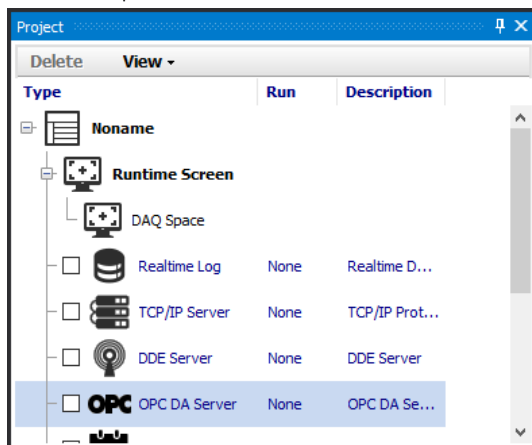 Project
Delete View
Type Run Description
Noname
Runtime Screen
DAQ Space
Realtime Log None Realtime D...
TCP/IP Server None TCP/IP Prot...
DDE Server None DDE Server
OPC OPC DA Server None OPC DA Se...